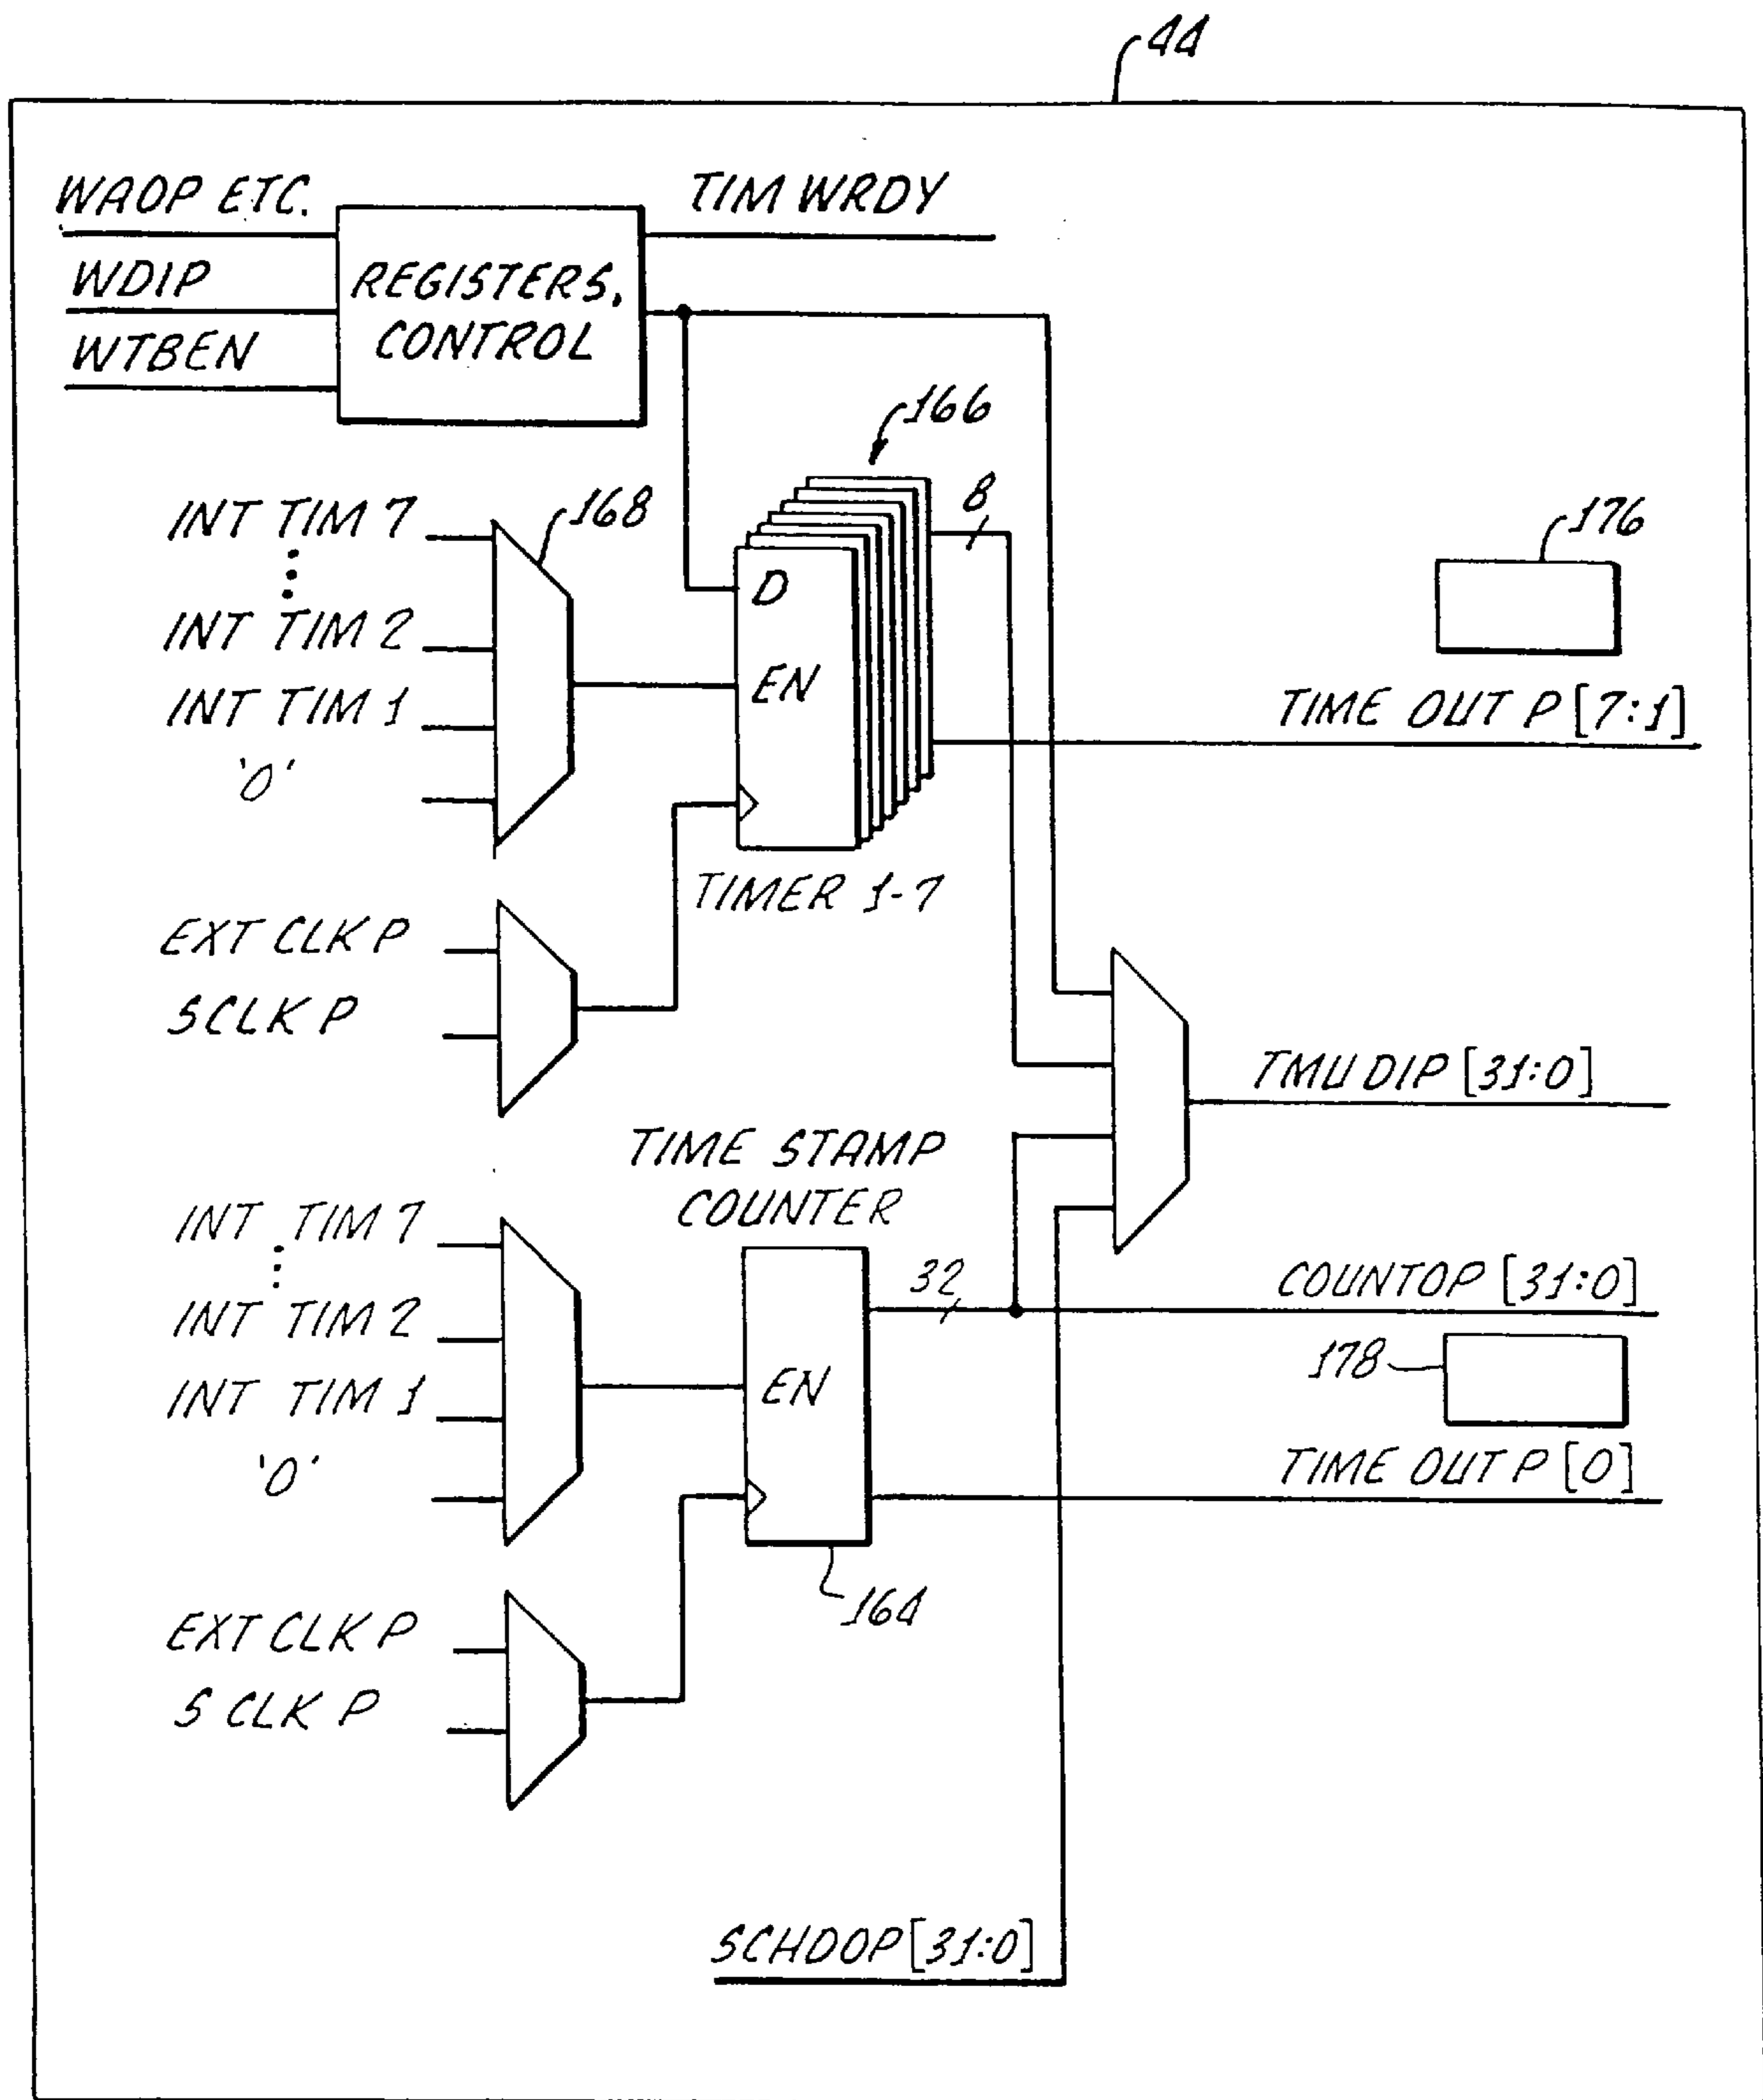 44
WAOP ETC.
TIM WRDY
WDIP
REGISTERS,
CONTROL
WTBEN
166
8
INT TIM 7
168
176
D
INT TIM 2
EN
INT TIM 1
TIME OUT P [7:1]
'0'
TIMER 1-7
EXT CLK P
SCLK P
TMU DIP [31:0]
TIME STAMP
COUNTER
INT TIM 7
32
COUNTOP [31:0]
INT TIM 2
178
EN
INT TIM 1
'0'
TIME OUT P [0]
164
EXT CLK P
S CLK P
SCHDOP [31:0]